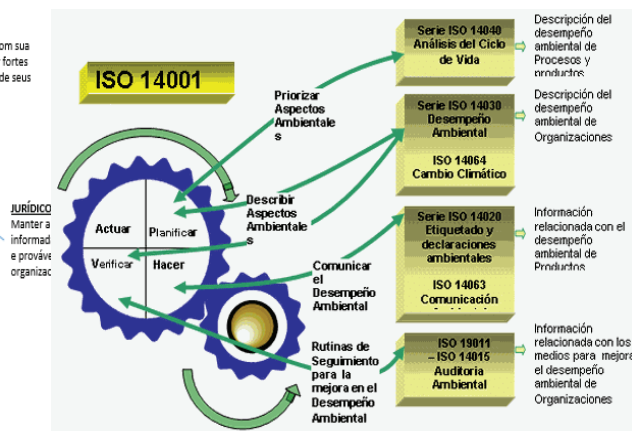 om sua
fortes
de seus
ISO 14001
JURÍDICO
Manter a
informad
e prováve
organizac
Actuar
Planificar
Verificar
Hacer
Priorizar
Aspectos
Ambientale
s
Describir
Aspectos
Ambientale
s
Comunicar
el
Desempeño
Ambiental
Rutinas de
Seguimiento
para la
mejora en el
Desempeño
Ambiental
Serie ISO 14040
Análisis del Ciclo
de Vida
Descripción del
desempeño
ambiental de
Procesos y
productos
Serie ISO 14030
Desempeño
Ambiental
ISO 14064
Cambio Climático
Descripción del
desempeño
ambiental de
Organizaciones
Serie ISO 14020
Etiquetado y
declaraciones
ambientales
ISO 14063
Comunicación
Información
relacionada con el
desempeño
ambiental de
Productos
ISO 19011
– ISO 14015
Auditoria
Ambiental
Información
relacionada con los
medios para mejora
el desempeño
ambiental de
Organizaciones